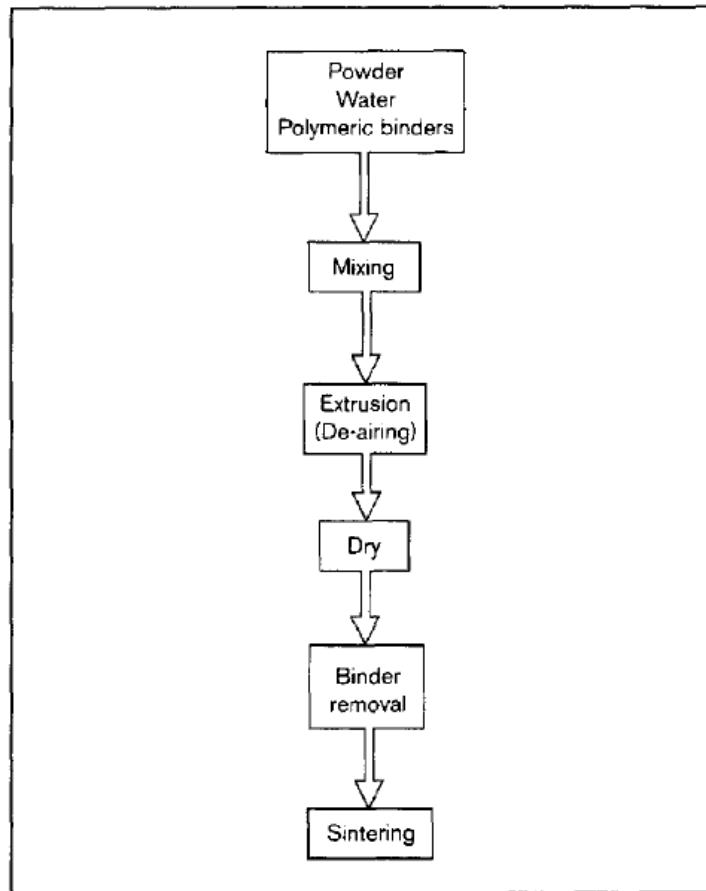 Powder
Water
Polymeric binders
Mixing
Extrusion
(De-airing)
Dry
Binder
removal
Sintering